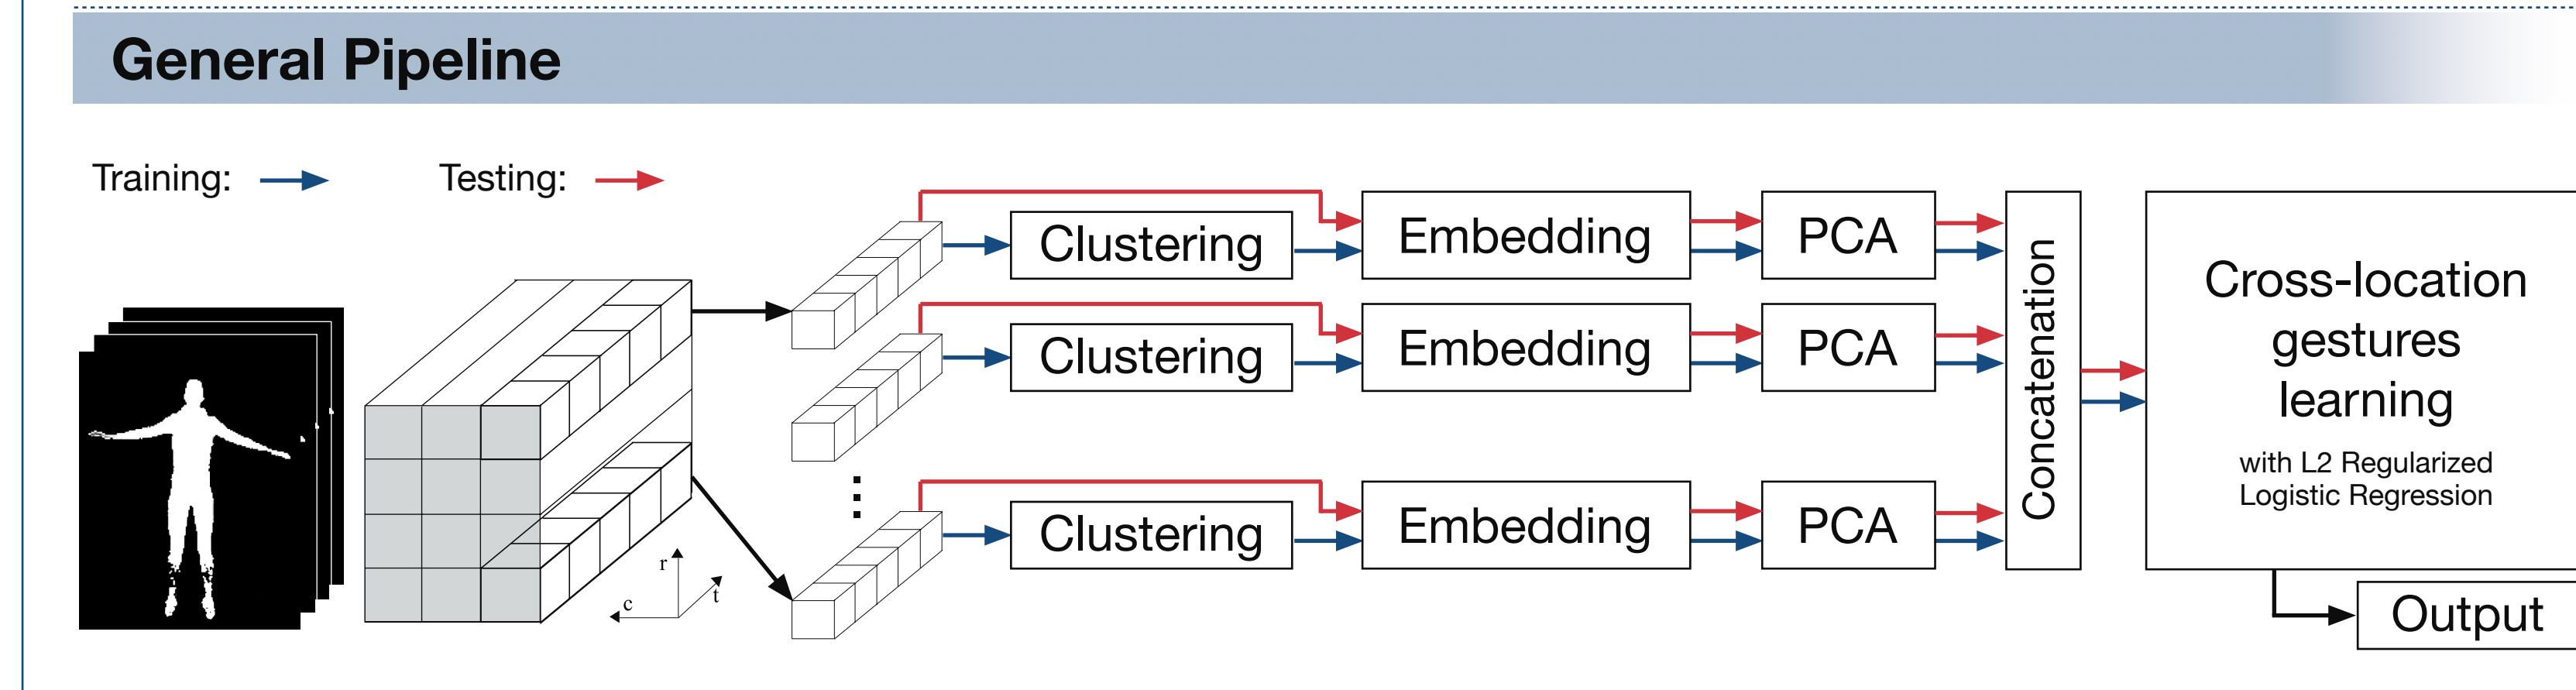 General Pipeline
Training:
Testing:
Clustering
Embedding
PCA
Clustering
Embedding
PCA
Clustering
Embedding
PCA
Concatenation
Cross-location
gestures
learning
with L2 Regularized
Logistic Regression
Output
r
t
c